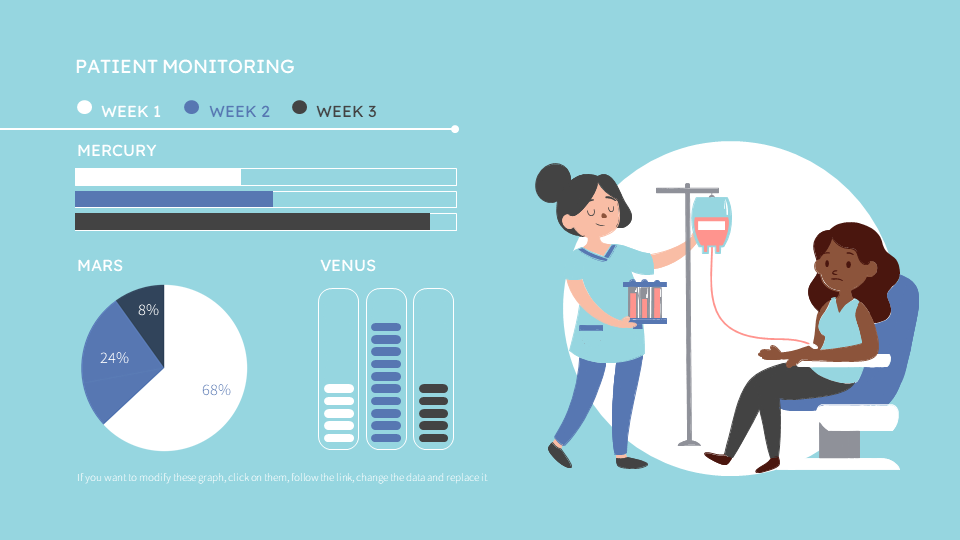 PATIENT MONITORING
WEEK 1 WEEK 2 WEEK 3
MERCURY
MARS
8%
24%
68%
VENUS
If you want to modify these graph, click on them, follow the link, change the data and replace it